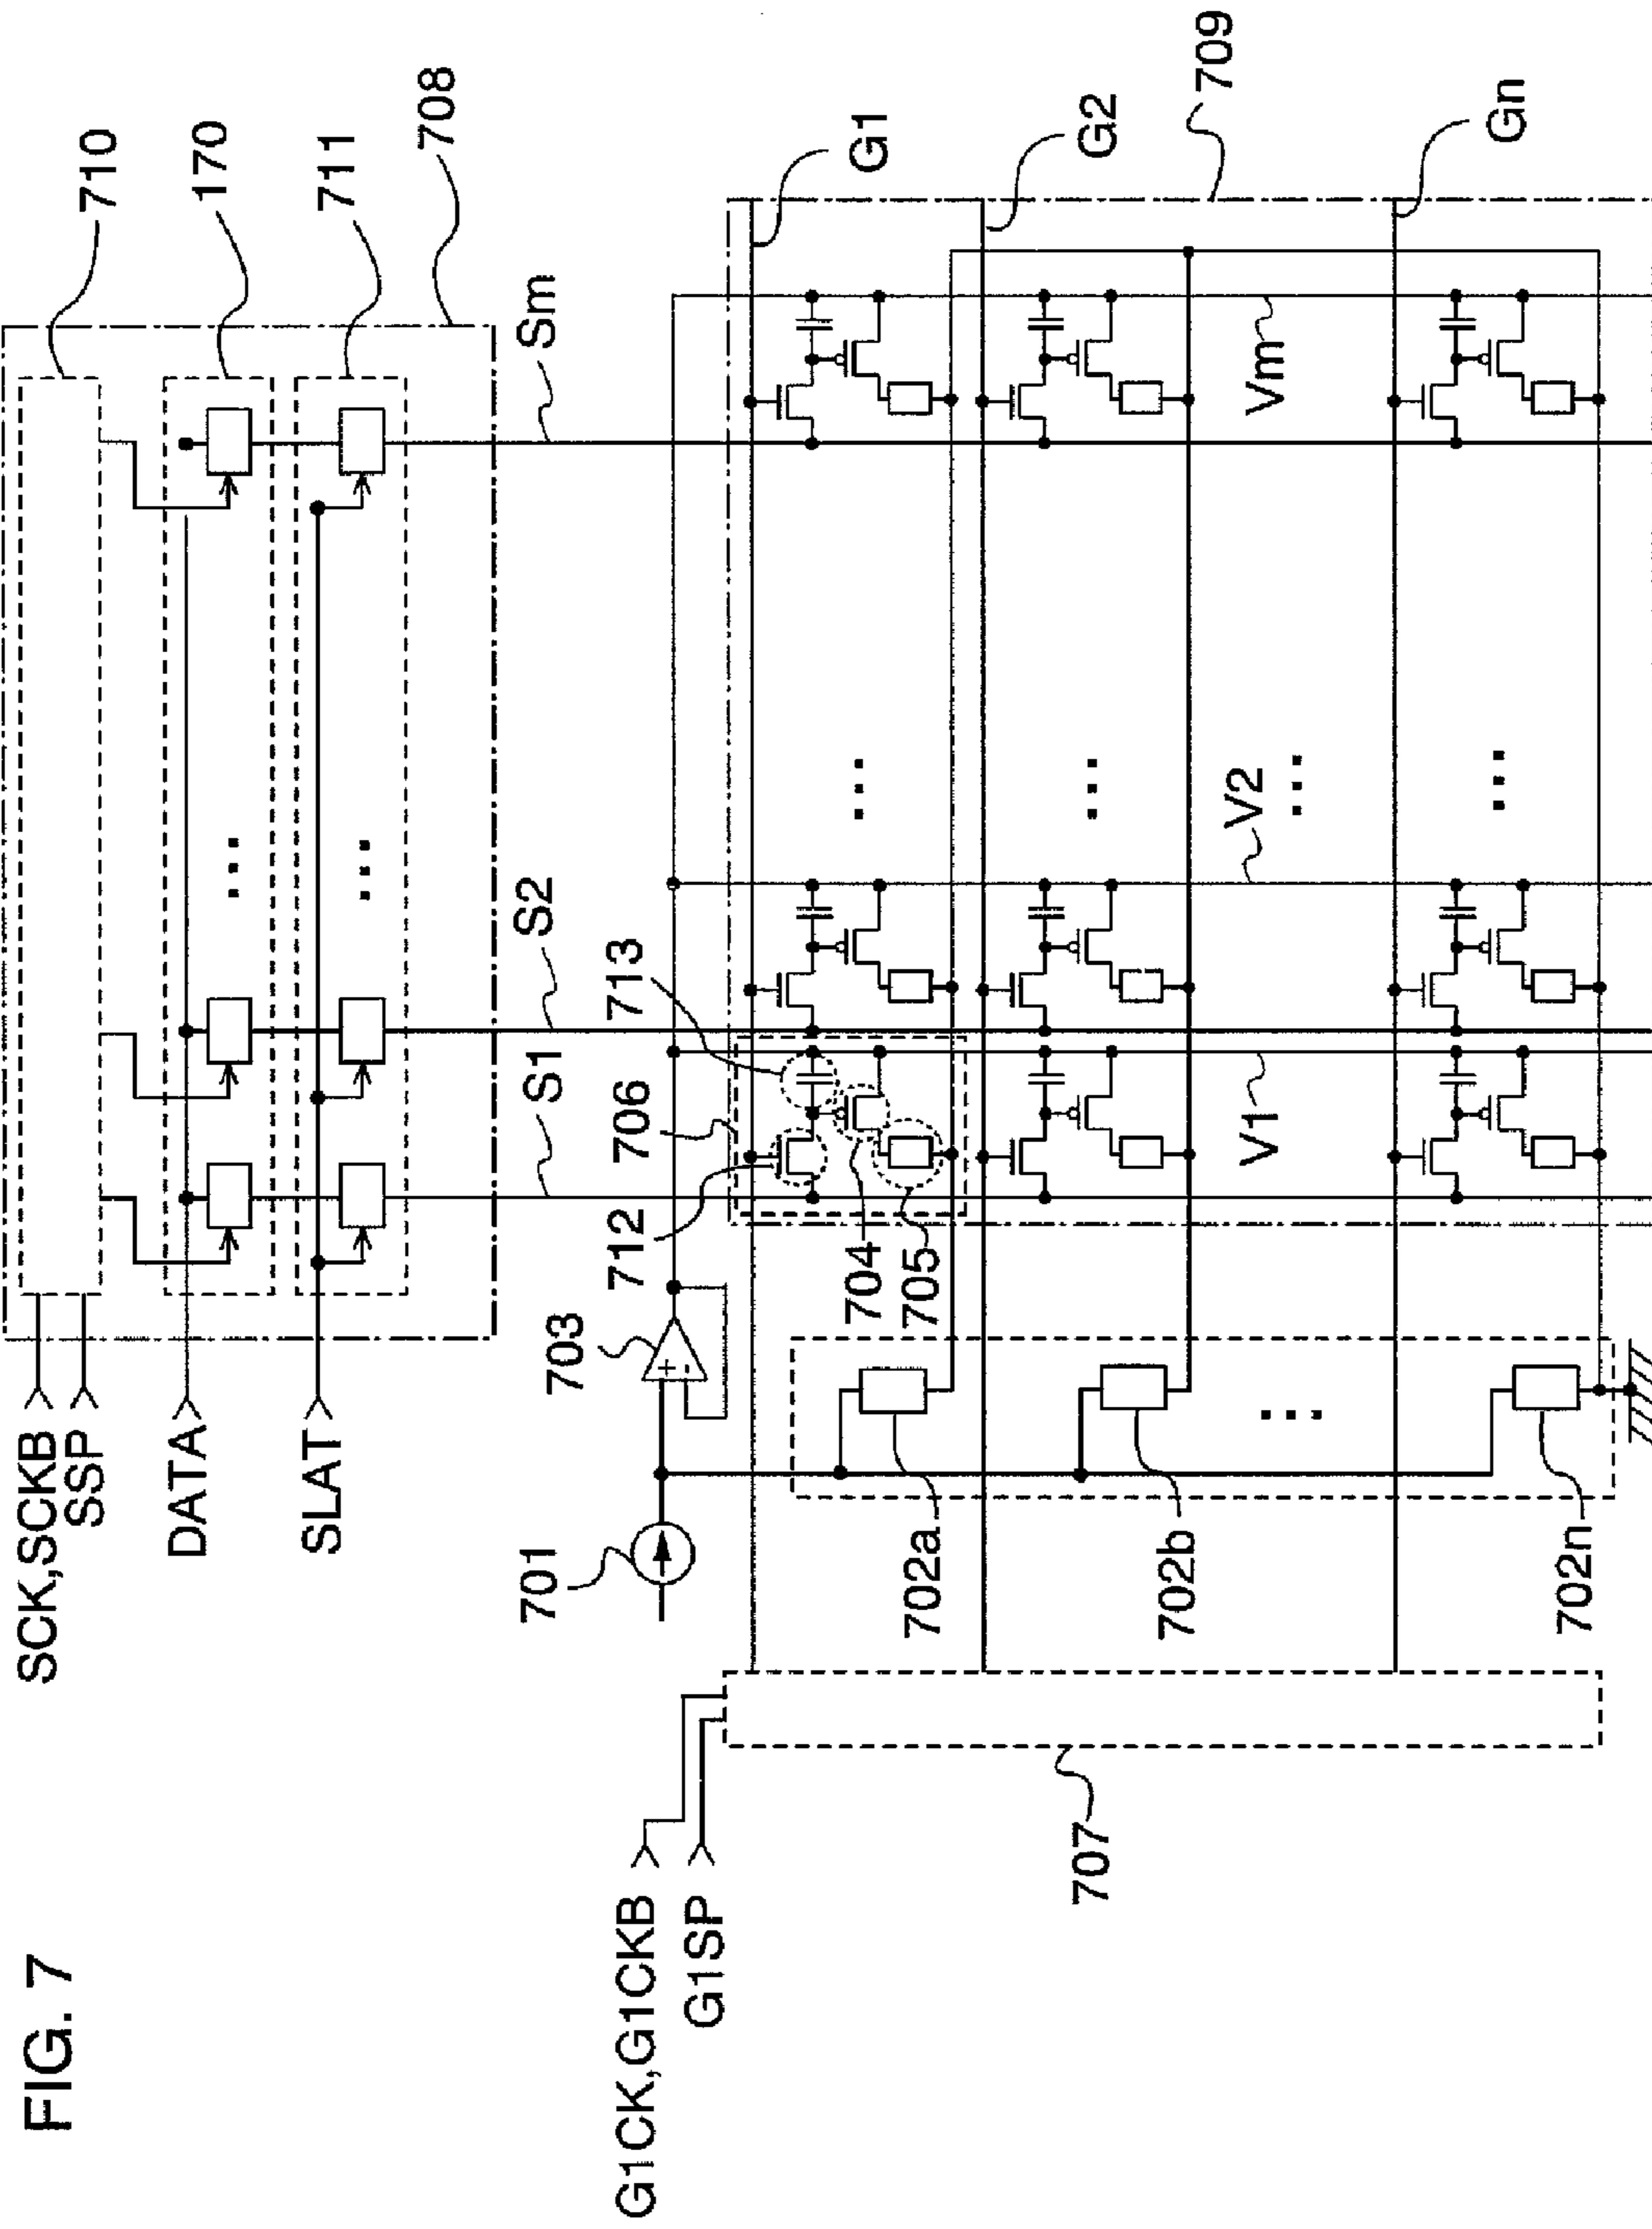 FIG. 7
SCK,SCKB
SSP
DATA
SLAT
710
170
711
708
S1
S2
Sm
701
703
706
713
712
704
705
G1
G2
709
Gn
V1
V2
Vm
...
702a
702b
702n
G1CK,G1CKB
G1SP
707
+
-